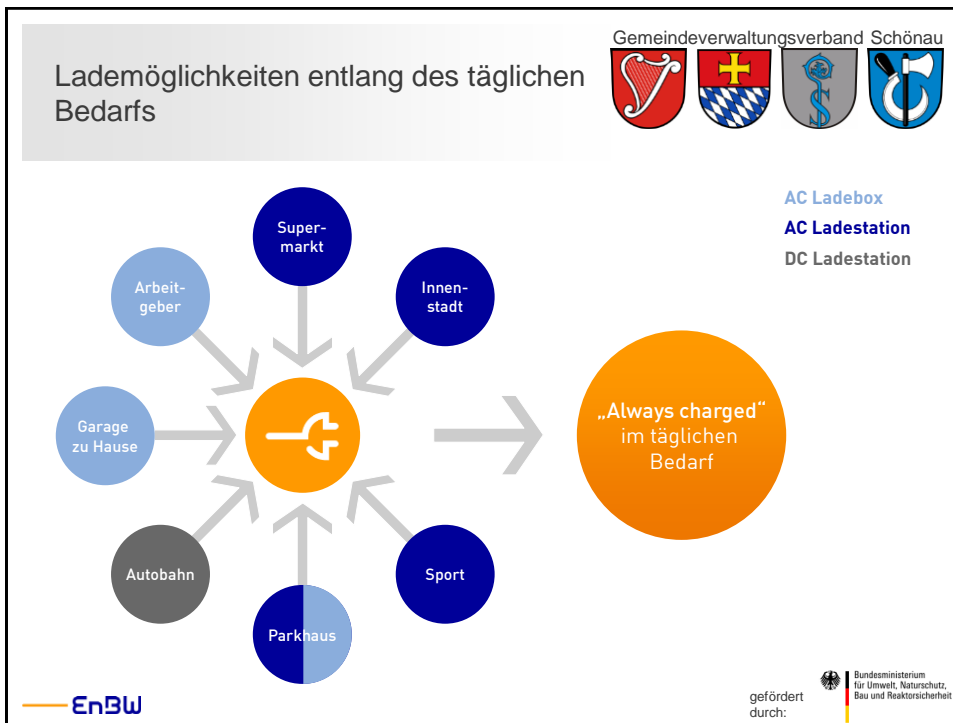 Gemeindeverwaltungsverband Schönau
Lademöglichkeiten entlang des täglichen
Bedarfs
AC Ladebox
AC Ladestation
DC Ladestation
Super-
markt
Arbeit-
geber
Innen-
stadt
Garage
zu Hause
„Always charged“
im täglichen
Bedarf
Autobahn
Sport
Parkhaus
EnBW
gefördert
durch:
Bundesministerium
für Umwelt, Naturschutz,
Bau und Reaktorsicherheit